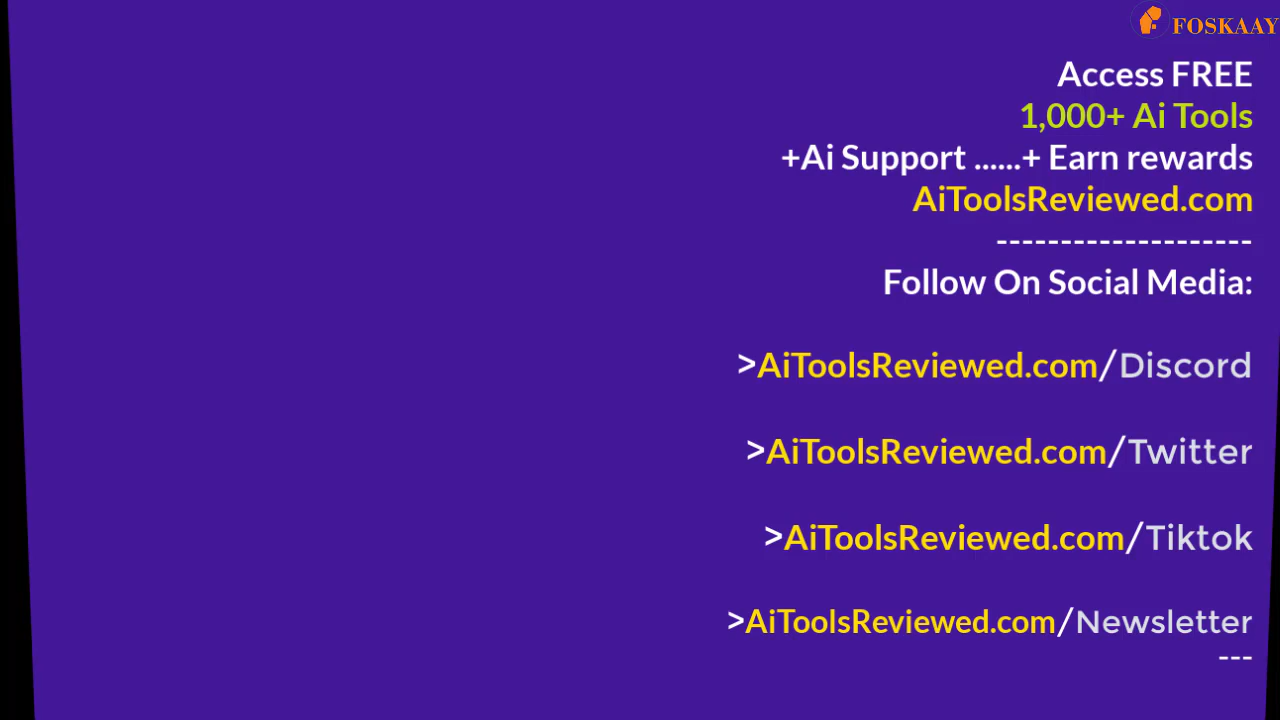 FOSKAAY
Access FREE
1,000+ Ai Tools
+Ai Support ......+ Earn rewards
AiToolsReviewed.com
--------------------
Follow On Social Media:
>AiToolsReviewed.com/Discord
>AiToolsReviewed.com/Twitter
>AiToolsReviewed.com/Tiktok
>AiToolsReviewed.com/Newsletter
---